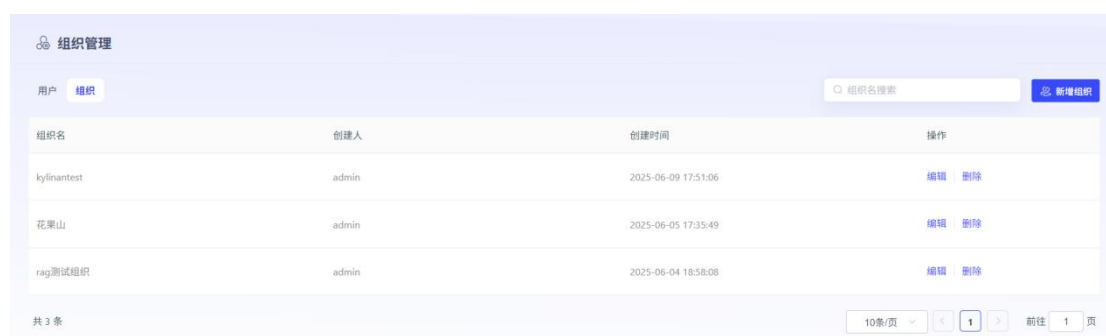 组织管理
用户 组织 组织名搜索 新增组织
组织名 创建人 创建时间 操作
kylinantest admin 2025-06-09 17:51:06 编辑 删除
花果山 admin 2025-06-05 17:35:49 编辑 删除
rag测试组织 admin 2025-06-04 18:58:08 编辑 删除
共 3 条 10条/页 1 前往 1 页